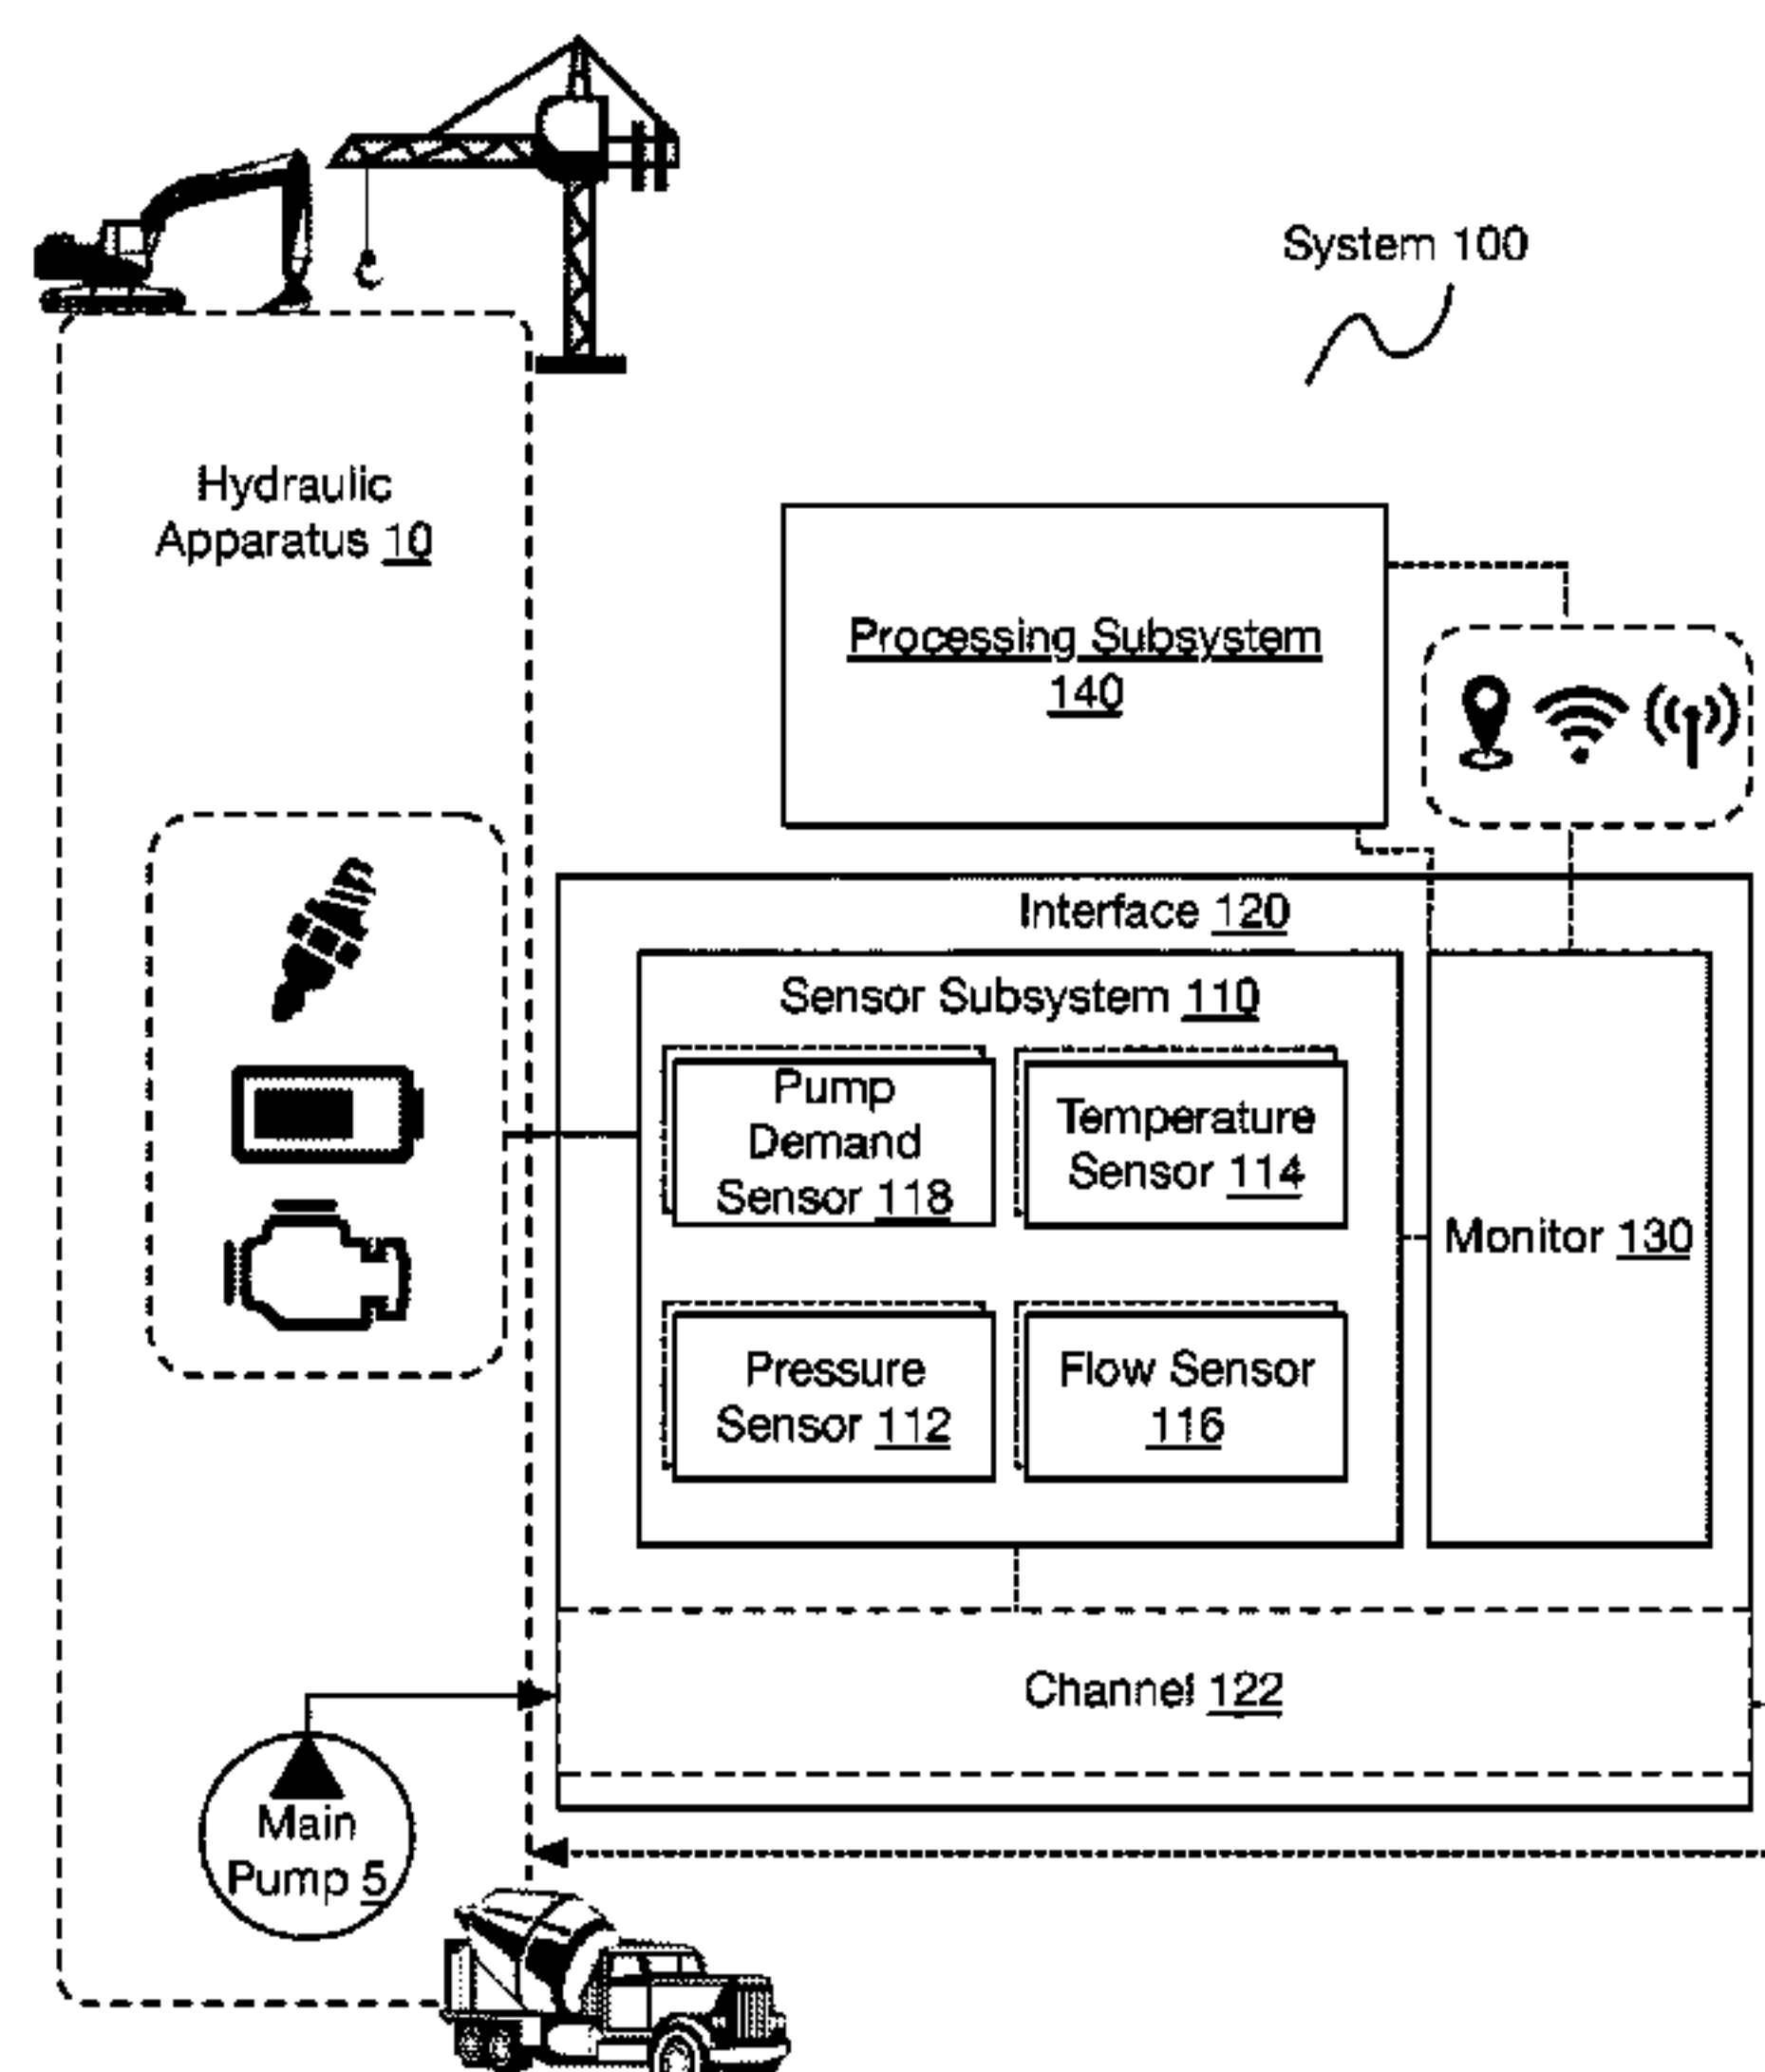 System 100
Hydraulic
Apparatus 10
Processing Subsystem
140
Interface 120
Sensor Subsystem 110
Pump
Demand
Sensor 118
Temperature
Sensor 114
Monitor 130
Pressure
Sensor 112
Flow Sensor
116
Channel 122
Main
Pump 5